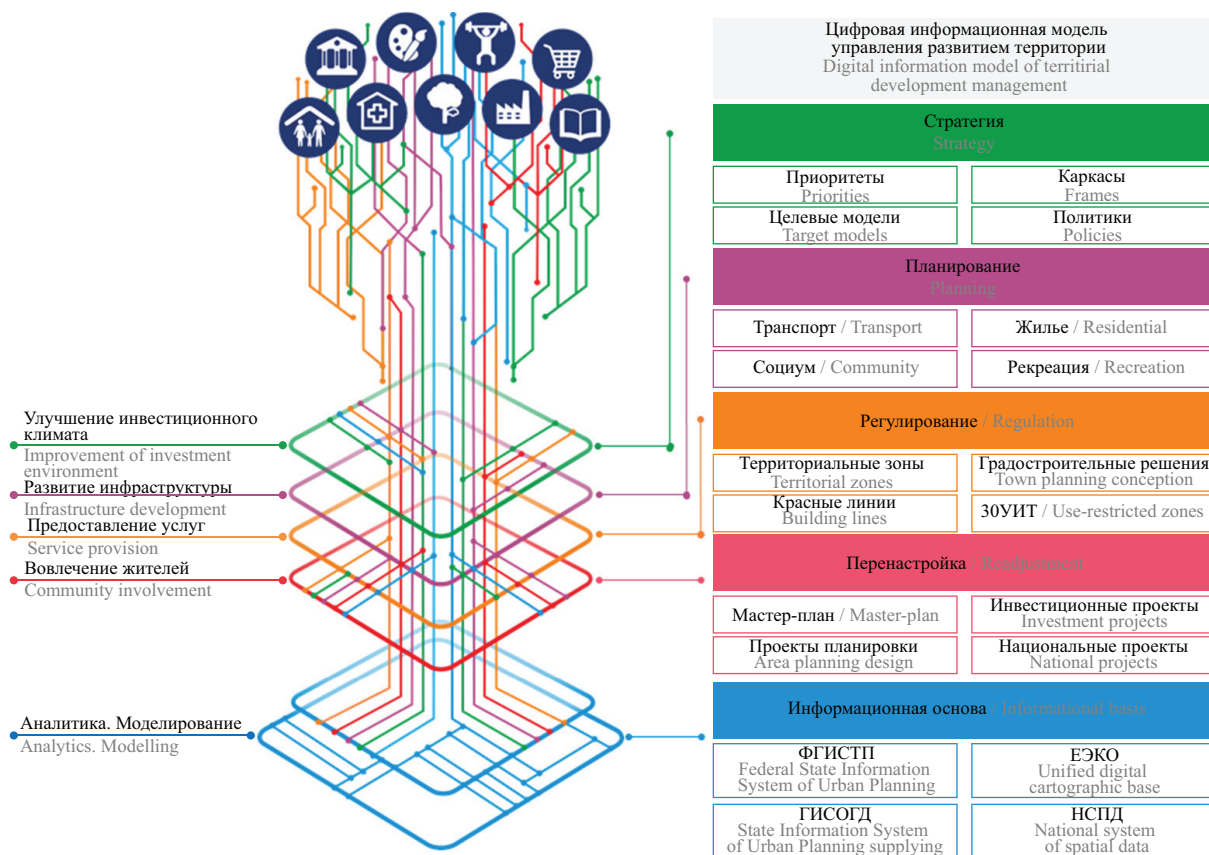 Цифровая информационная модель
управления развитием территории
Digital information model of territirial
development management
Стратегия
Strategy
Приоритеты
Priorities
Каркасы
Frames
Целевые модели
Target models
Политики
Policies
Планирование
Planning
Транспорт / Transport
Жилье / Residential
Социум / Community
Рекреация / Recreation
Регулирование / Regulation
Территориальные зоны
Territorial zones
Градостроительные решения
Town planning conception
Красные линии
Building lines
ЗОУИТ / Use-restricted zones
Перенастройка / Readjustment
Мастер-план / Master-plan
Инвестиционные проекты
Investment projects
Проекты планировки
Area planning design
Национальные проекты
National projects
Информационная основа / Informational basis
ФГИСТП
Federal State Information
System of Urban Planning
ЕЭКО
Unified digital
cartographic base
ГИСОГД
State Information System
of Urban Planning supplying
НСПД
National system
of spatial data
Улучшение инвестиционного
климата
Improvement of investment
environment
Развитие инфраструктуры
Infrastructure development
Предоставление услуг
Service provision
Вовлечение жителей
Community involvement
Аналитика. Моделирование
Analytics. Modelling